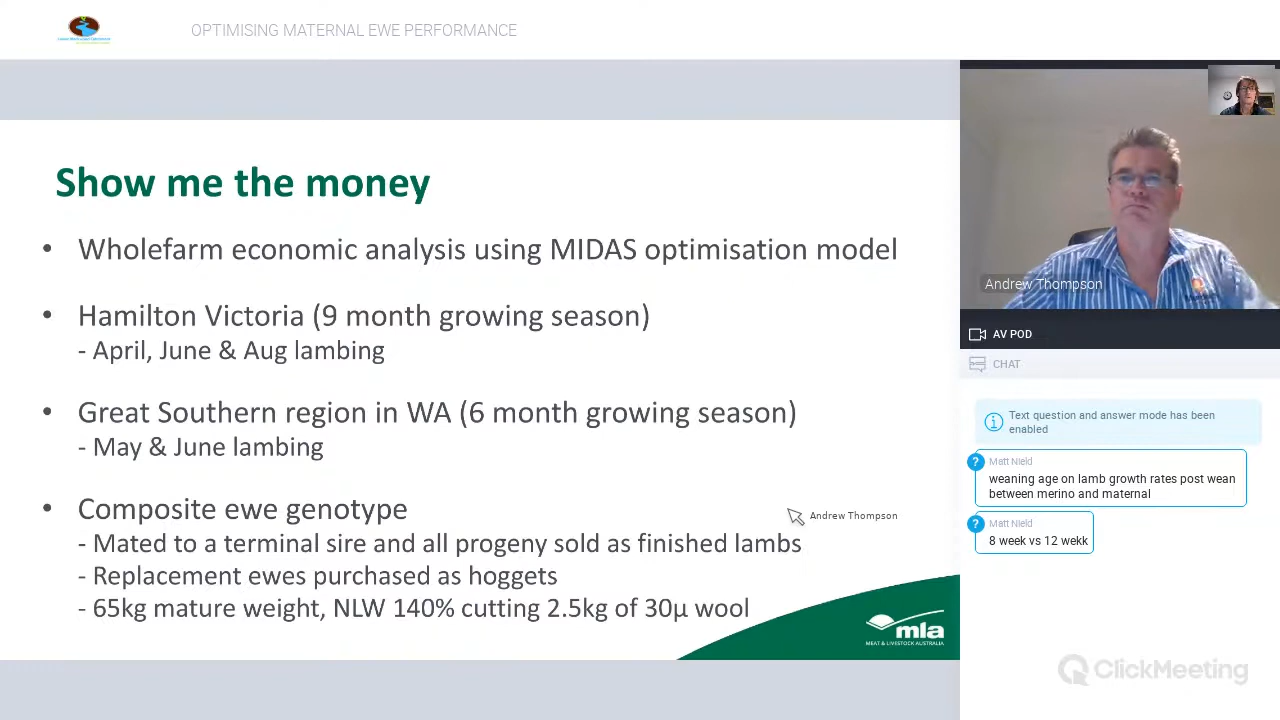 OPTIMISING MATERNAL EWE PERFORMANCE
Show me the money
• Wholefarm economic analysis using MIDAS optimisation model
• Hamilton Victoria (9 month growing season)
- April, June & Aug lambing
• Great Southern region in WA (6 month growing season)
- May & June lambing
• Composite ewe genotype
- Mated to a terminal sire and all progeny sold as finished lambs
- Replacement ewes purchased as hoggets
- 65kg mature weight, NLW 140% cutting 2.5kg of 30µ wool
Andrew Thompson
mla
MEAT & LIVESTOCK AUSTRALIA
Andrew Thompson
AV POD
CHAT
Text question and answer mode has been
enabled
?
Matt Nield
weaning age on lamb growth rates post wean
between merino and maternal
?
Matt Nield
8 week vs 12 wekk
ClickMeeting